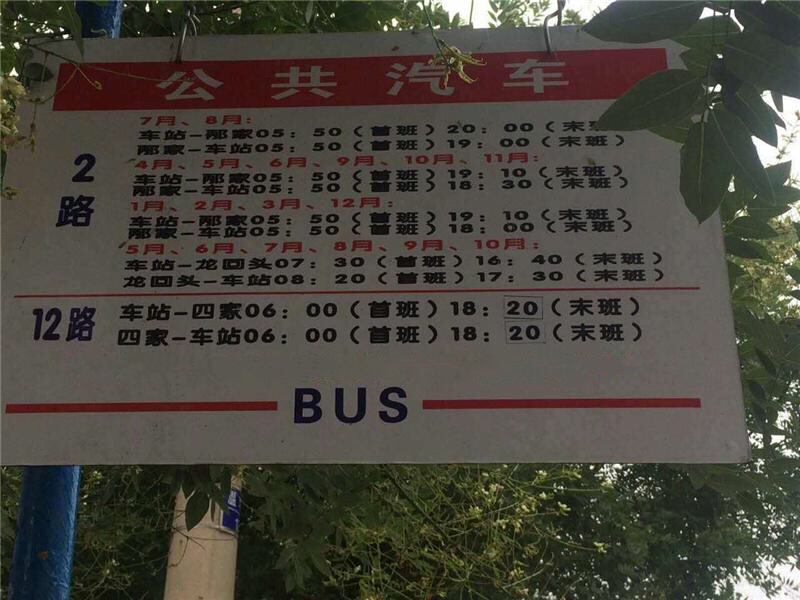 公共汽车
2路
7月、8月：
车站-邴家05：50（首班）20：00（末班
邴家-车站05：50（首班）19：00（末班）
4月、5月、6月、9月、10月、11月：
车站-邴家05：50（首班）19：10（末班）
邴家-车站05：50（首班）18：30（末班）
1月、2月、3月、12月：
车站-邴家05：50（首班）19：10（末班）
邴家-车站05：50（首班）18：00（末班）
5月、6月、7月、8月、9月、10月：
车站-龙回头07：30（首班）16：40（末班）
龙回头-车站08：20（首班）17：30（末班）
12路
车站-四家06：00（首班）18：20（末班）
四家-车站06：00（首班）18：20（末班）
BUS